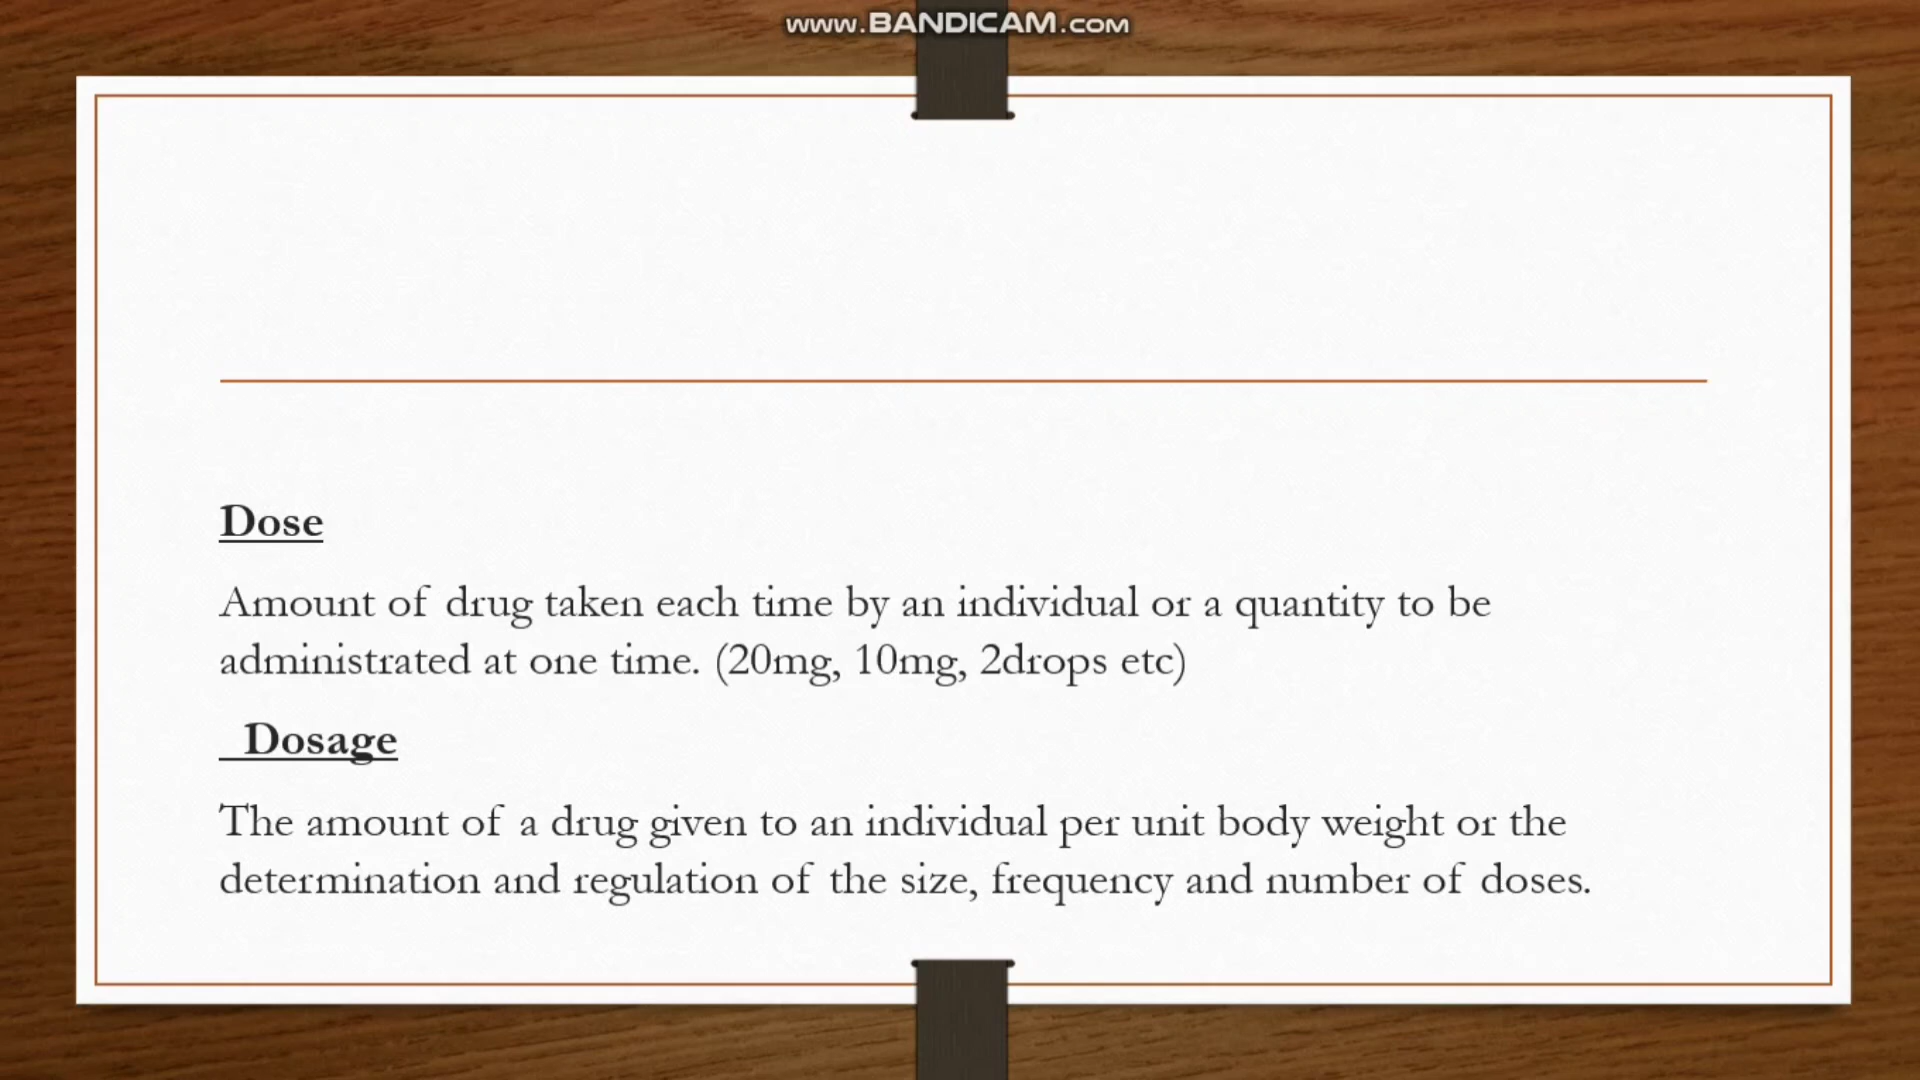 www.BANDICAM.com
Dose
Amount of drug taken each time by an individual or a quantity to be
administrated at one time. (20mg, 10mg, 2drops etc)
Dosage
The amount of a drug given to an individual per unit body weight or the
determination and regulation of the size, frequency and number of doses.